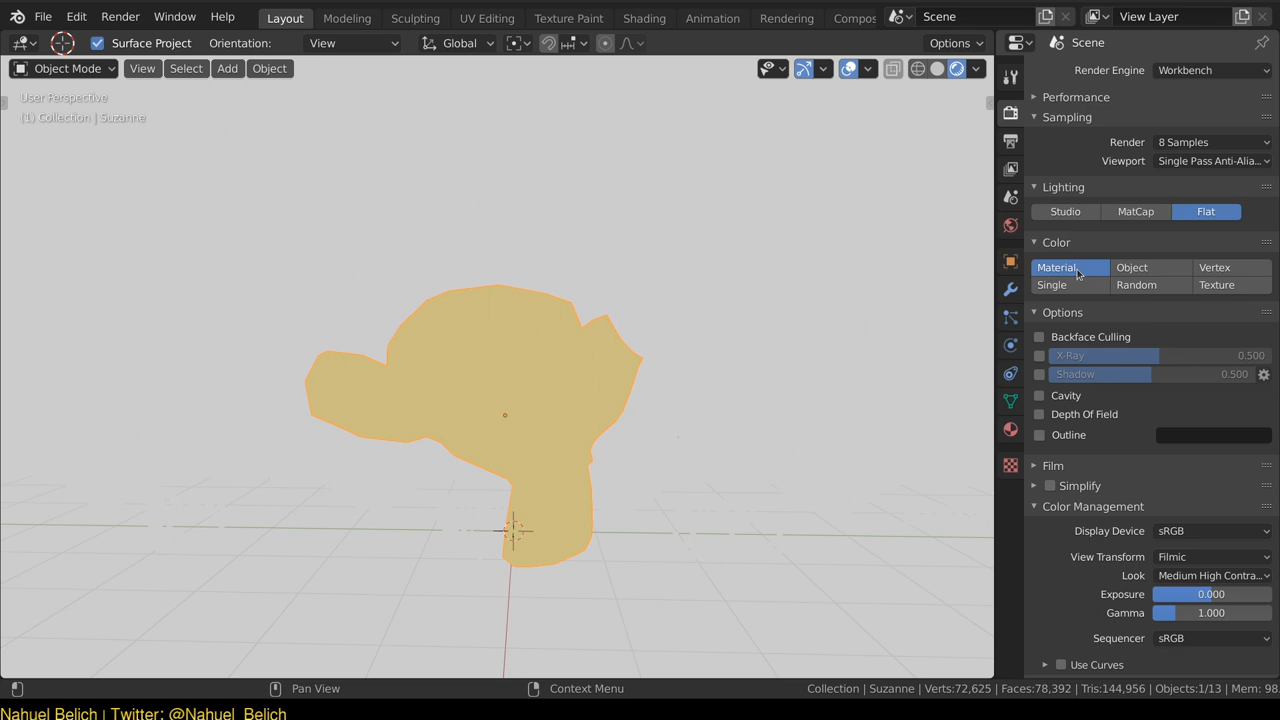 File Edit Render Window Help Layout Modeling Sculpting UV Editing Texture Paint Shading Animation Rendering Compos Scene View Layer
Surface Project Orientation: View Global Options Scene
Object Mode View Select Add Object
Render Engine Workbench
User Perspective
(1) Collection | Suzanne
Performance
Sampling
Render 8 Samples
Viewport Single Pass Anti-Alia...
Lighting
Studio MatCap Flat
Color
Material Object Vertex
Single Random Texture
Options
Backface Culling
X-Ray 0.500
Shadow 0.500
Cavity
Depth Of Field
Outline
Film
Simplify
Color Management
Display Device sRGB
View Transform Filmic
Look Medium High Contra...
Exposure 0.000
Gamma 1.000
Sequencer sRGB
Use Curves
Pan View Context Menu Collection | Suzanne | Verts:72,625 | Faces:78,392 | Tris:144,956 | Objects:1/13 | Mem: 98.
Nahuel Belich | Twitter: @Nahuel_Belich